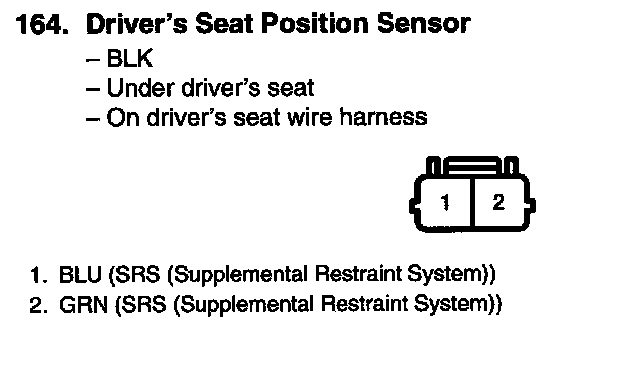 164. Driver's Seat Position Sensor
– BLK
– Under driver's seat
– On driver's seat wire harness
1 2
1. BLU (SRS (Supplemental Restraint System))
2. GRN (SRS (Supplemental Restraint System))